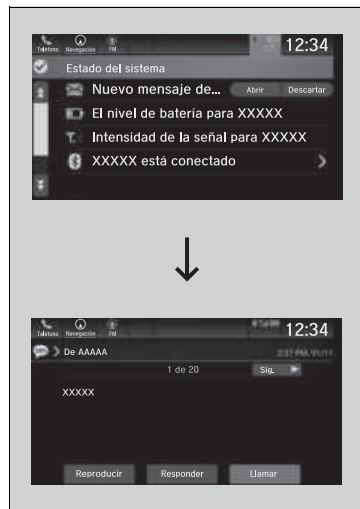 Teléfono Navegación FM 12:34
Estado del sistema
Nuevo mensaje de... Abrir Descartar
El nivel de batería para XXXXX
Intensidad de la señal para XXXXX
XXXXX está conectado
Teléfono Navegación FM 12:34
De AAAAA
1 de 20 Sig.
XXXXX
Reproducir Responder Llamar